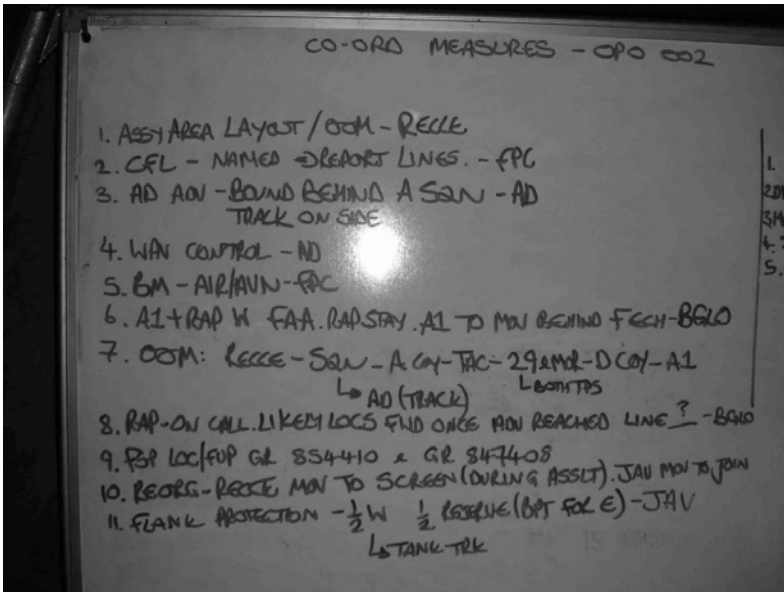 CO-ORD MEASURES - OPO 002
1. ASSY AREA LAYOUT / OOM - RECCE
2. CFL - NAMED → REPORT LINES. - FPC
3. AD MOV - BOUND BEHIND A SQN - AD
TRACK ON SIDE
4. WPN CONTROL - AD
5. BM - AIR/AVN - FPC
6. A1 + RAP W FAA. RAP STAY. A1 TO MOV BEHIND F ECH - BGLO
7. OOM: RECCE - SQN - A COY - TAC - 29 & MOR - D COY - A1
↳ AD (TRACK) ↳ BOTH TPS
8. RAP - ON CALL. LIKELY LOCS FWD ONCE MOV REACHED LINE ? - BGLO
9. FSP LOC/FUP GR 854410 & GR 847408
10. REORG - RECCE MOV TO SCREEN (DURING ASSLT). JAV MOV TO JOIN
11. FLANK PROTECTION - ½ W ½ RESERVE (BPT FOR E) - JAV
↳ TANK TRK
1.
2.
3.
4.
5.